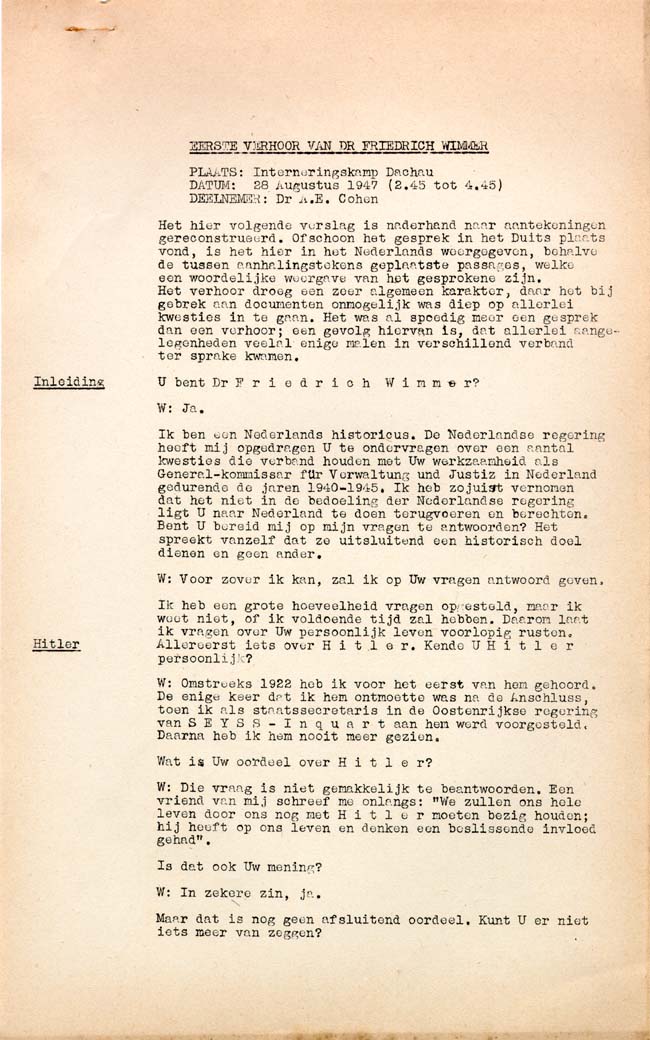 EERSTE VERHOOR VAN DR FRIEDRICH WIMMER
PLAATS: Interneringskamp Dachau
DATUM: 28 Augustus 1947 (2.45 tot 4.45)
DEELNEMER: Dr A.E. Cohen
Het hier volgende verslag is naderhand naar aantekeningen
gereconstrueerd. Ofschoon het gesprek in het Duits plaats
vond, is het hier in het Nederlands weergegeven, behalve
de tussen aanhalingstekens geplaatste passages, welke
een woordelijke weergave van het gesprokene zijn.
Het verhoor droeg een zeer algemeen karakter, daar het bij
gebrek aan documenten onmogelijk was diep op allerlei
kwesties in te gaan. Het was al spoedig meer een gesprek
dan een verhoor; een gevolg hiervan is, dat allerlei aange-
legenheden veelal enige malen in verschillend verband
ter sprake kwamen.
Inleiding
U bent Dr F r i e d r i c h W i m m e r?
W: Ja.
Ik ben een Nederlands historicus. De Nederlandse regering
heeft mij opgedragen U te ondervragen over een aantal
kwesties die verband houden met Uw werkzaamheid als
General-kommissar für Verwaltung und Justiz in Nederland
gedurende de jaren 1940-1945. Ik heb zojuist vernomen
dat het niet in de bedoeling der Nederlandse regering
ligt U naar Nederland te doen terugvoeren en berechten.
Bent U bereid mij op mijn vragen te antwoorden? Het
spreekt vanzelf dat ze uitsluitend een historisch doel
dienen en geen ander.
W: Voor zover ik kan, zal ik op Uw vragen antwoord geven.
Ik heb een grote hoeveelheid vragen opgesteld, maar ik
weet niet, of ik voldoende tijd zal hebben. Daarom laat
ik vragen over Uw persoonlijk leven voorlopig rusten.
Hitler
Allereerst iets over H i t l e r. Kende U H i t l e r
persoonlijk?
W: Omstreeks 1922 heb ik voor het eerst van hem gehoord.
De enige keer dat ik hem ontmoette was na de Anschluss,
toen ik als staatssecretaris in de Oostenrijkse regering
van S E Y S S - I n q u a r t aan hem werd voorgesteld.
Daarna heb ik hem nooit meer gezien.
Wat is Uw oordeel over H i t l e r?
W: Die vraag is niet gemakkelijk te beantwoorden. Een
vriend van mij schreef me onlangs: "We zullen ons hele
leven door ons nog met H i t l e r moeten bezig houden;
hij heeft op ons leven en denken een beslissende invloed
gehad".
Is dat ook Uw mening?
W: In zekere zin, ja.
Maar dat is nog geen afsluitend oordeel. Kunt U er niet
iets meer van zeggen?